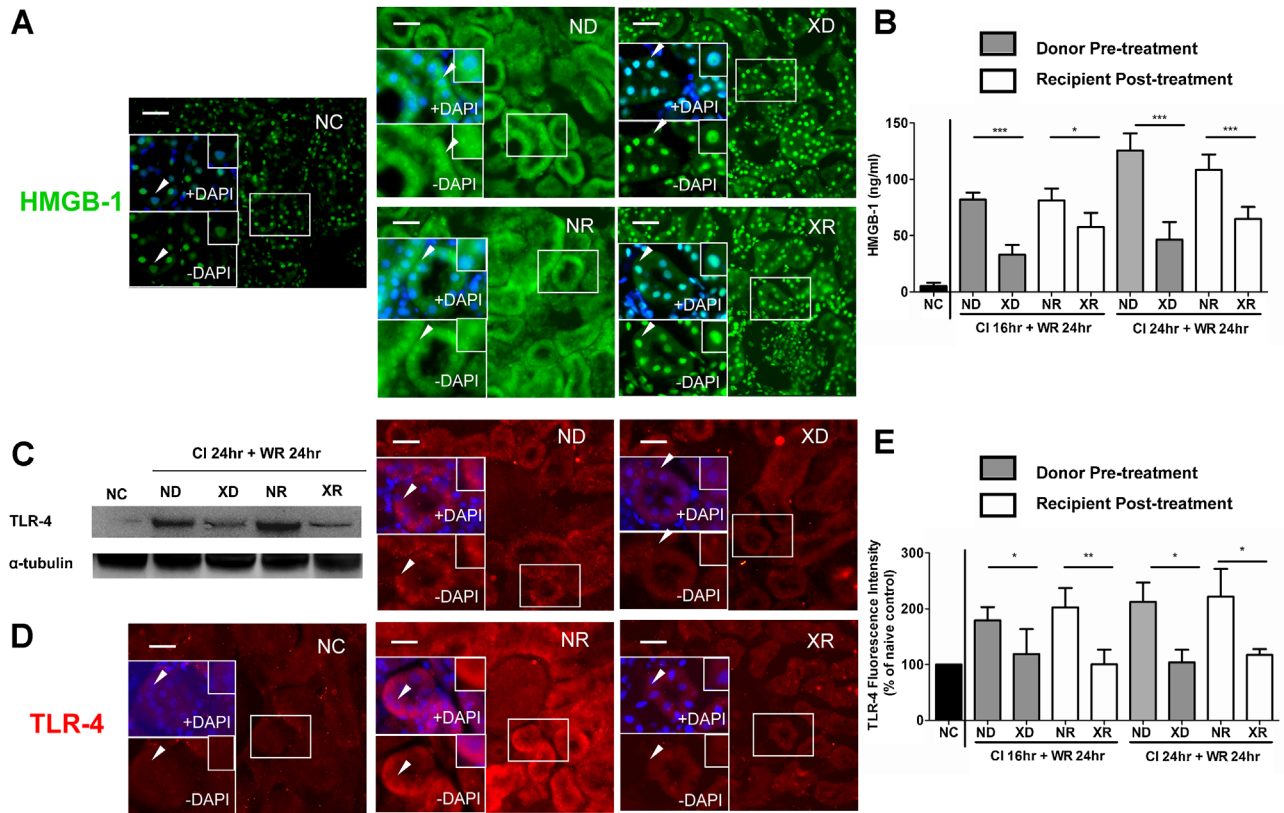 A
HMGB-1
NC
+DAPI
-DAPI
ND
+DAPI
-DAPI
XD
+DAPI
-DAPI
NR
+DAPI
-DAPI
XR
+DAPI
-DAPI
B
Donor Pre-treatment
Recipient Post-treatment
HMGB-1 (ng/ml)
150
100
50
0
*** * *** ***
NC ND XD NR XR ND XD NR XR
CI 16hr + WR 24hr CI 24hr + WR 24hr
C
CI 24hr + WR 24hr
NC ND XD NR XR
TLR-4
α-tubulin
D
TLR-4
ND
+DAPI
-DAPI
XD
+DAPI
-DAPI
NC
+DAPI
-DAPI
NR
+DAPI
-DAPI
XR
+DAPI
-DAPI
E
Donor Pre-treatment
Recipient Post-treatment
TLR-4 Fluorescence Intensity
(% of naive control)
300
200
100
0
* ** * *
NC ND XD NR XR ND XD NR XR
CI 16hr + WR 24hr CI 24hr + WR 24hr